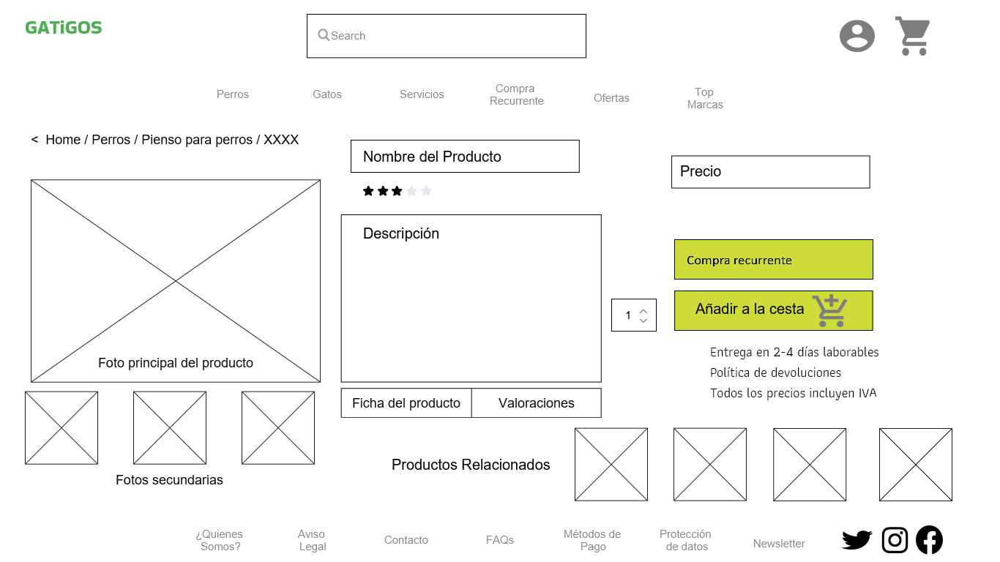 GATiGOS
Search
Perros
Gatos
Servicios
Compra
Recurrente
Ofertas
Top
Marcas
< Home / Perros / Pienso para perros / XXXX
Nombre del Producto
Precio
Descripción
Compra recurrente
1
Añadir a la cesta
Foto principal del producto
Entrega en 2-4 días laborables
Política de devoluciones
Todos los precios incluyen IVA
Ficha del producto
Valoraciones
Productos Relacionados
Fotos secundarias
¿Quienes
Somos?
Aviso
Legal
Contacto
FAQs
Métodos de
Pago
Protección
de datos
Newsletter